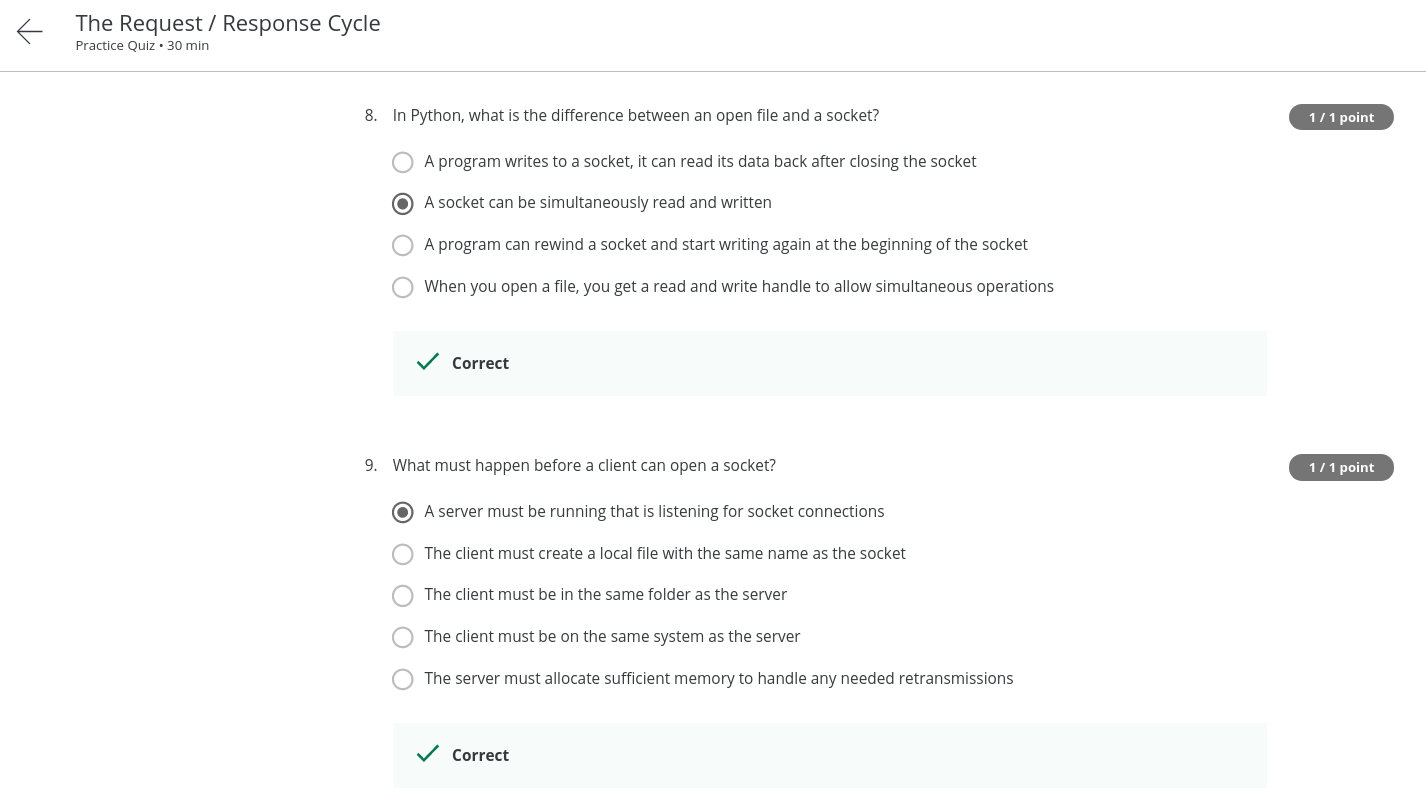 The Request / Response Cycle
Practice Quiz • 30 min
8. In Python, what is the difference between an open file and a socket?
1 / 1 point
A program writes to a socket, it can read its data back after closing the socket
A socket can be simultaneously read and written
A program can rewind a socket and start writing again at the beginning of the socket
When you open a file, you get a read and write handle to allow simultaneous operations
Correct
9. What must happen before a client can open a socket?
1 / 1 point
A server must be running that is listening for socket connections
The client must create a local file with the same name as the socket
The client must be in the same folder as the server
The client must be on the same system as the server
The server must allocate sufficient memory to handle any needed retransmissions
Correct